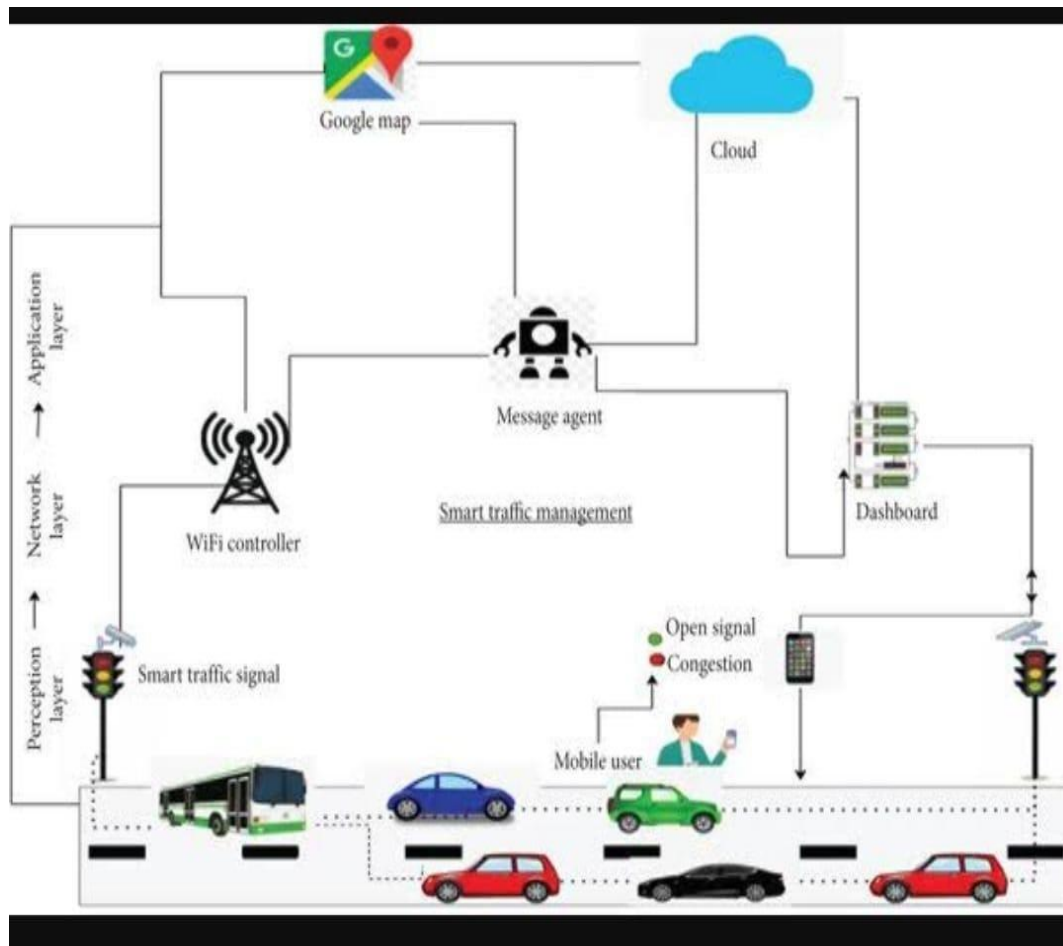 G
Google map
Cloud
Application
layer
Message agent
Network
layer
WiFi controller
Smart traffic management
Dashboard
Perception
layer
Smart traffic signal
Open signal
Congestion
Mobile user